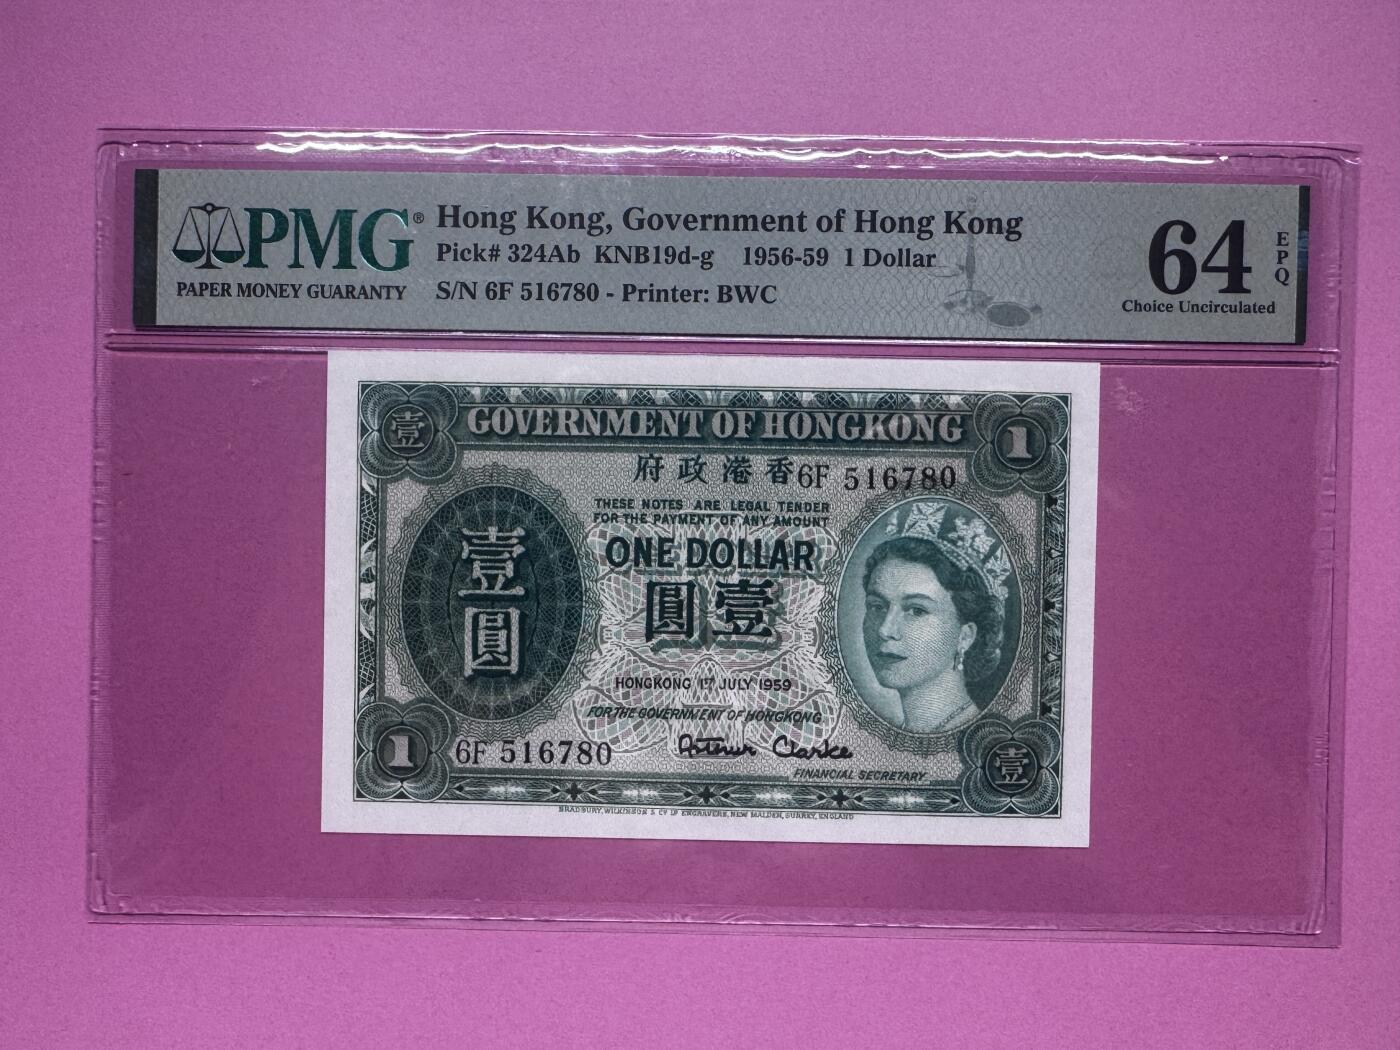 PMG®
PAPER MONEY GUARANTY
Hong Kong, Government of Hong Kong
Pick# 324Ab KNB19d-g 1956-59 1 Dollar
S/N 6F 516780 - Printer: BWC
64
EPQ
Choice Uncirculated
壹
GOVERNMENT OF HONGKONG
1
府政港香
6F 516780
THESE NOTES ARE LEGAL TENDER
FOR THE PAYMENT OF ANY AMOUNT
ONE DOLLAR
圓壹
壹圓
HONGKONG 1ST JULY 1959
FOR THE GOVERNMENT OF HONGKONG
1
6F 516780
Arthur Clarke
FINANCIAL SECRETARY
壹
BRADBURY, WILKINSON & Cº Lº ENGRAVERS, NEW MALDEN, SURREY, ENGLAND